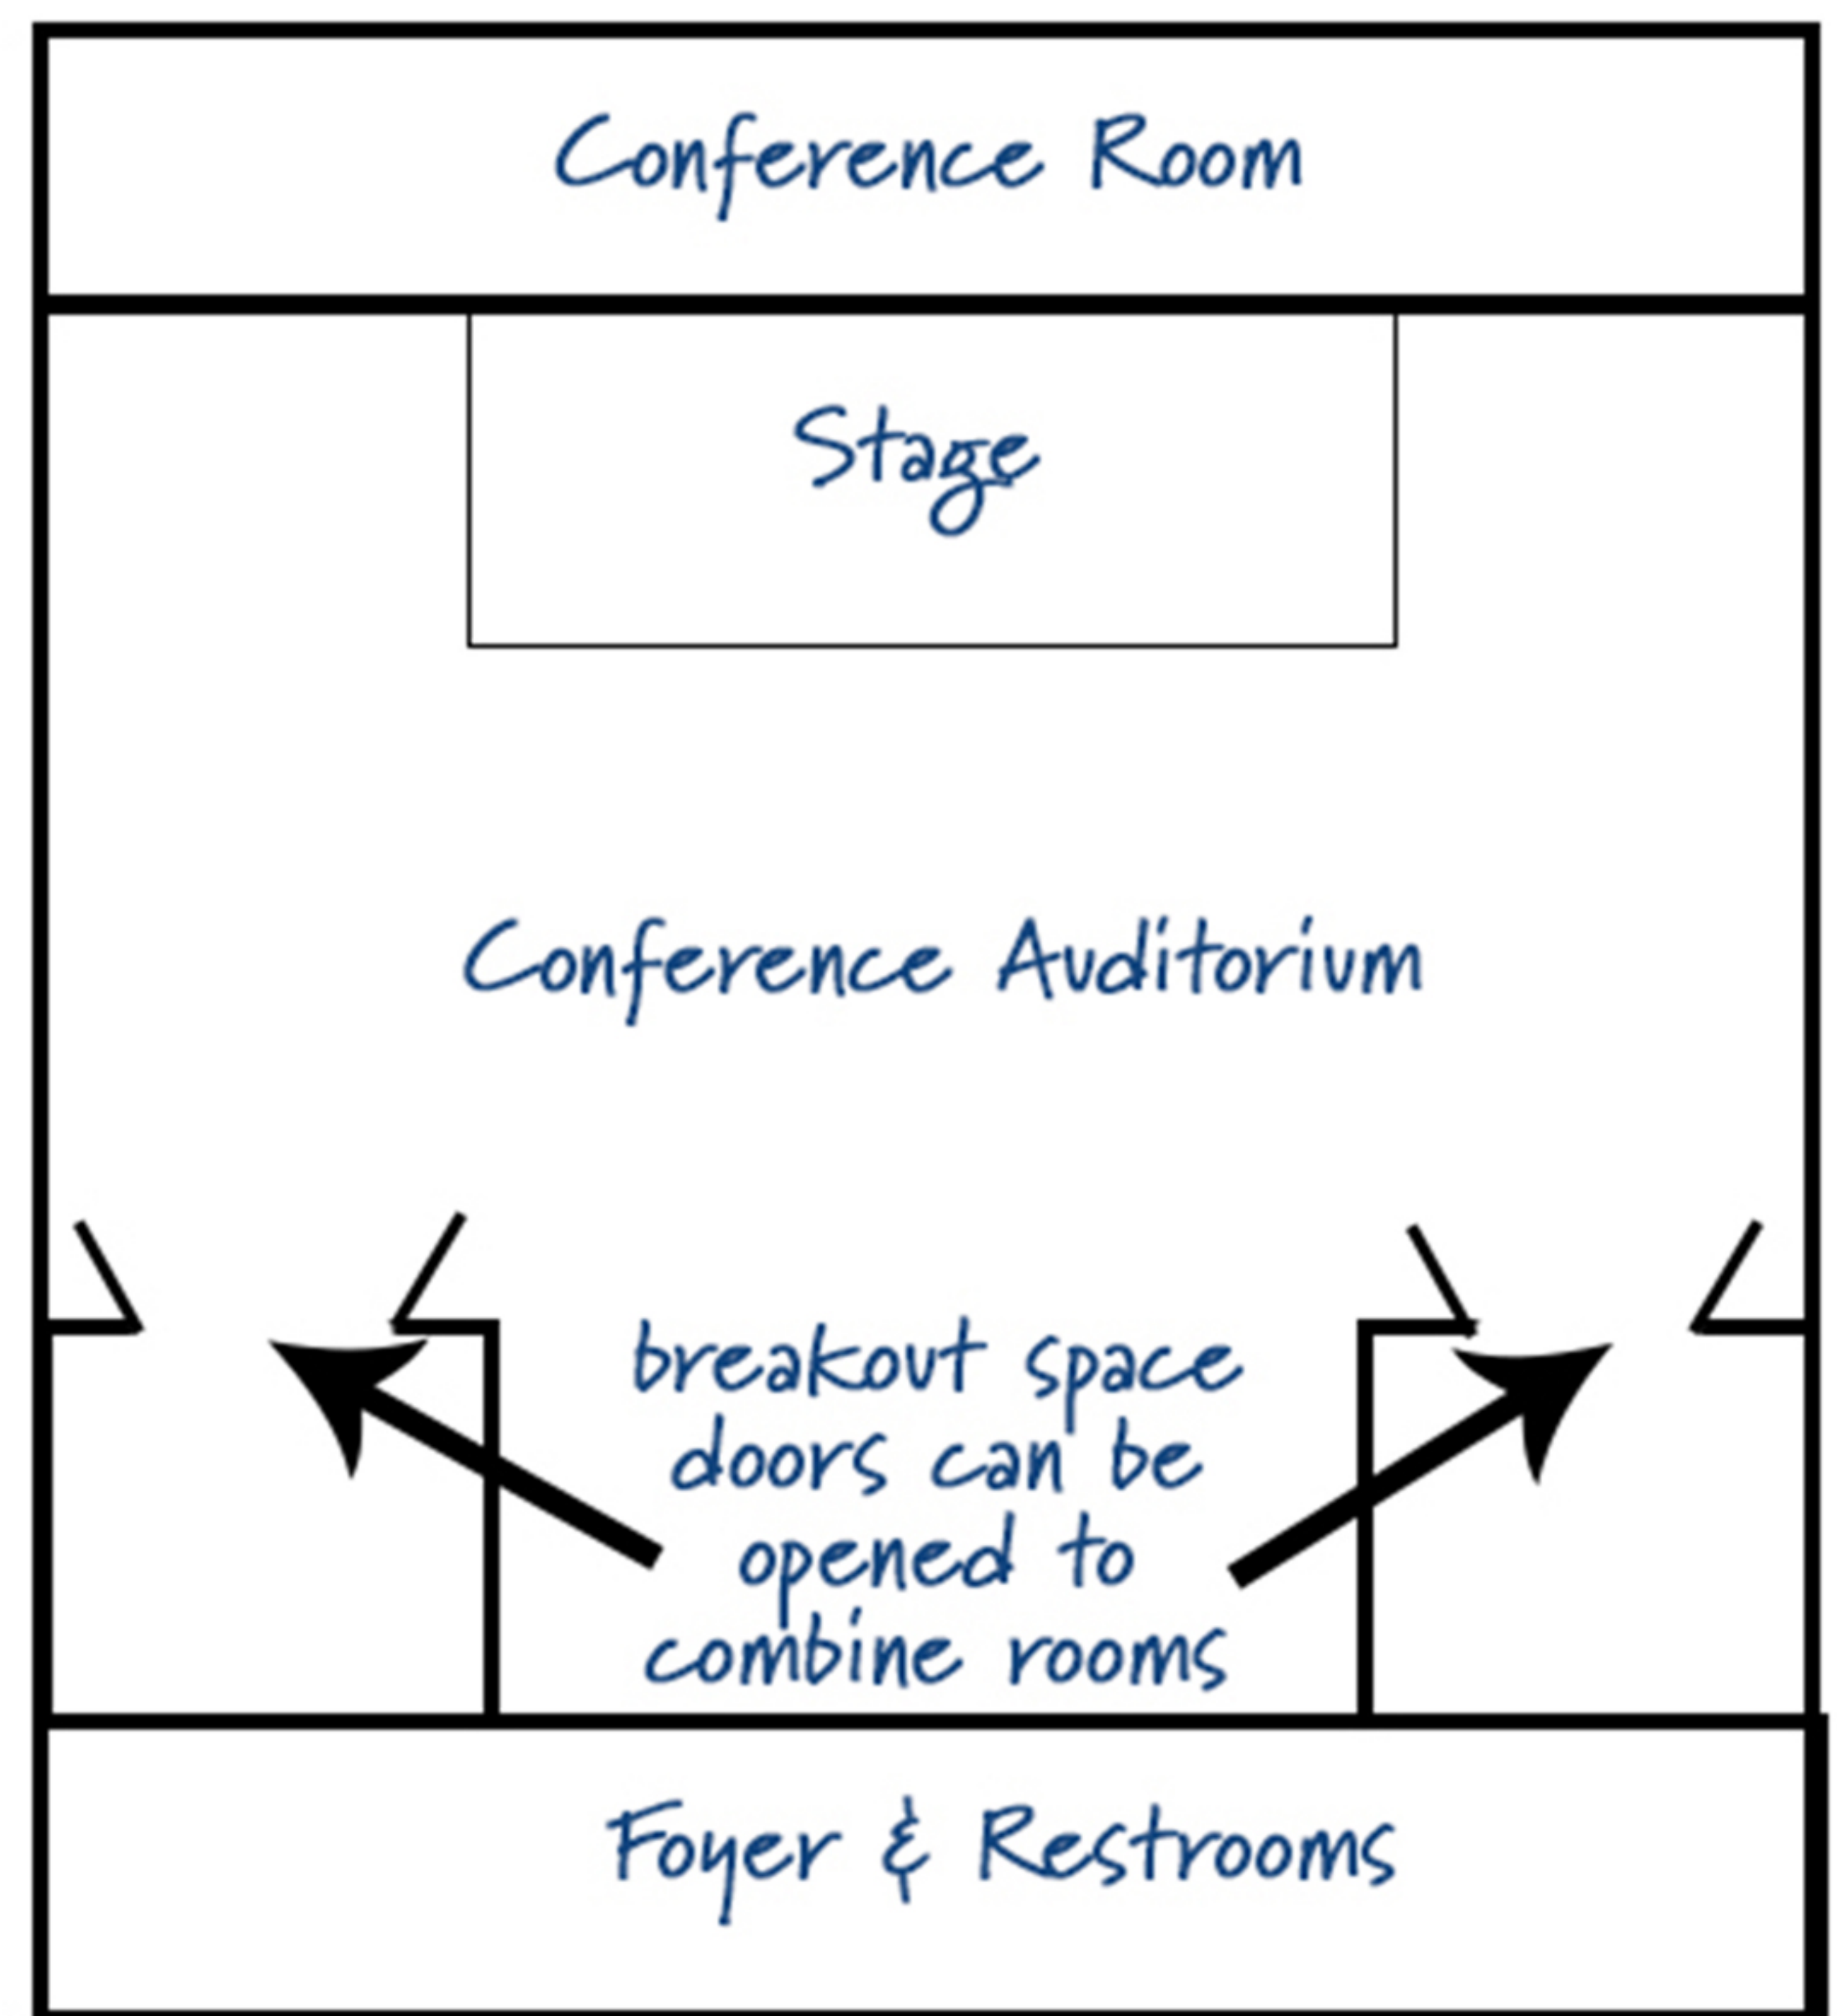 Conference Room
Stage
Conference Auditorium
breakout space
doors can be
opened to
combine rooms
Foyer & Restrooms